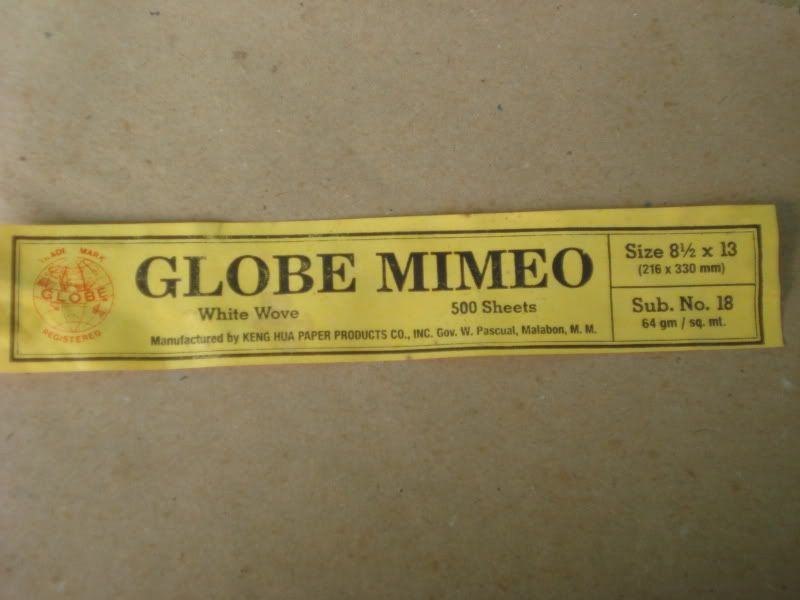 TRADE MARK
GLOBE
REGISTERED
GLOBE MIMEO
White Wove 500 Sheets
Manufactured by KENG HUA PAPER PRODUCTS CO., INC. Gov. W. Pascual, Malabon, M. M.
Size 8½ x 13
(216 x 330 mm)
Sub. No. 18
64 gm / sq. mt.